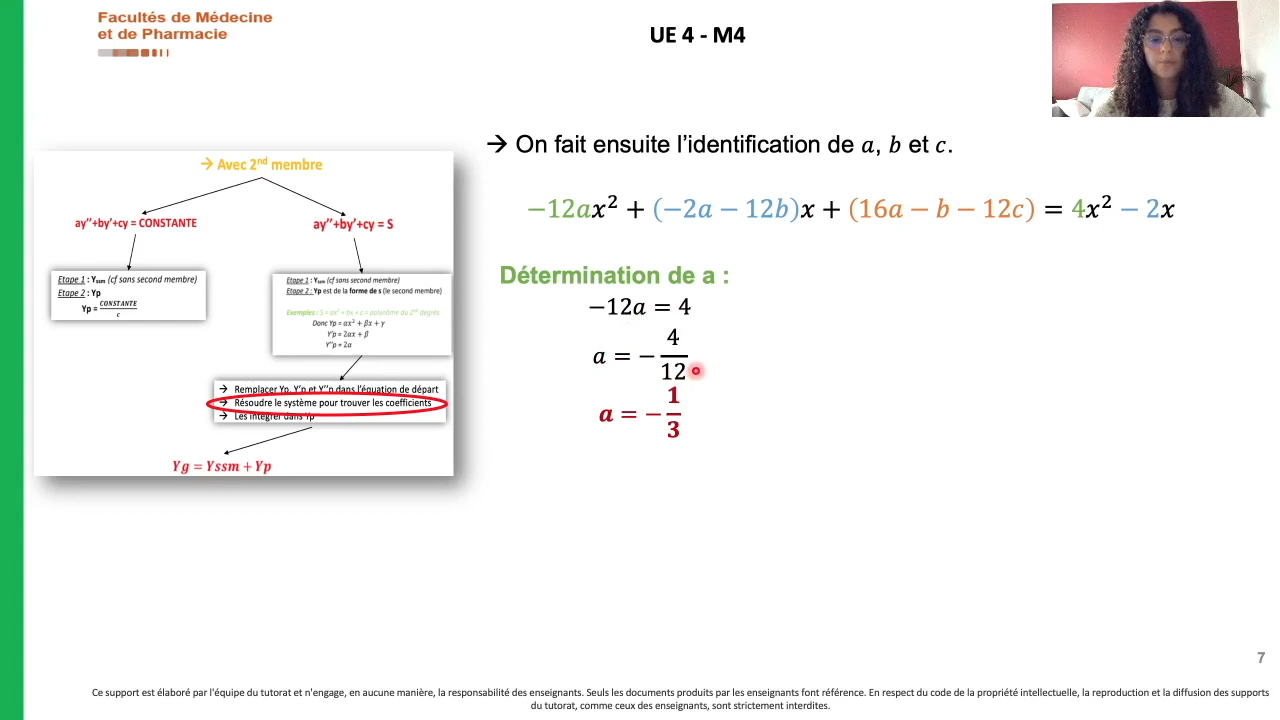 Facultés de Médecine
et de Pharmacie
UE 4 - M4
→ Avec 2nd membre
ay''+by'+cy = CONSTANTE
ay''+by'+cy = S
Etape 1 : Yssm (cf sans second membre)
Etape 2 : Yp
Yp = CONSTANTE/c
Etape 1 : Yssm (cf sans second membre)
Etape 2 : Yp est de la forme de s (le second membre)
Exemples : S = ax² + bx + c = polynôme du 2nd degrés
Donc Yp = αx² + βx + γ
Y'p = 2αx + β
Y''p = 2α
→ Remplacer Yp, Y'p et Y''p dans l'équation de départ
→ Résoudre le système pour trouver les coefficients
→ Les intégrer dans Yp
Yg = Yssm + Yp
→ On fait ensuite l'identification de a, b et c.
−12ax² + (−2a − 12b)x + (16a − b − 12c) = 4x² − 2x
Détermination de a :
−12a = 4
a = − 4/12
a = − 1/3
7
Ce support est élaboré par l'équipe du tutorat et n'engage, en aucune manière, la responsabilité des enseignants. Seuls les documents produits par les enseignants font référence. En respect du code de la propriété intellectuelle, la reproduction et la diffusion des supports
du tutorat, comme ceux des enseignants, sont strictement interdites.